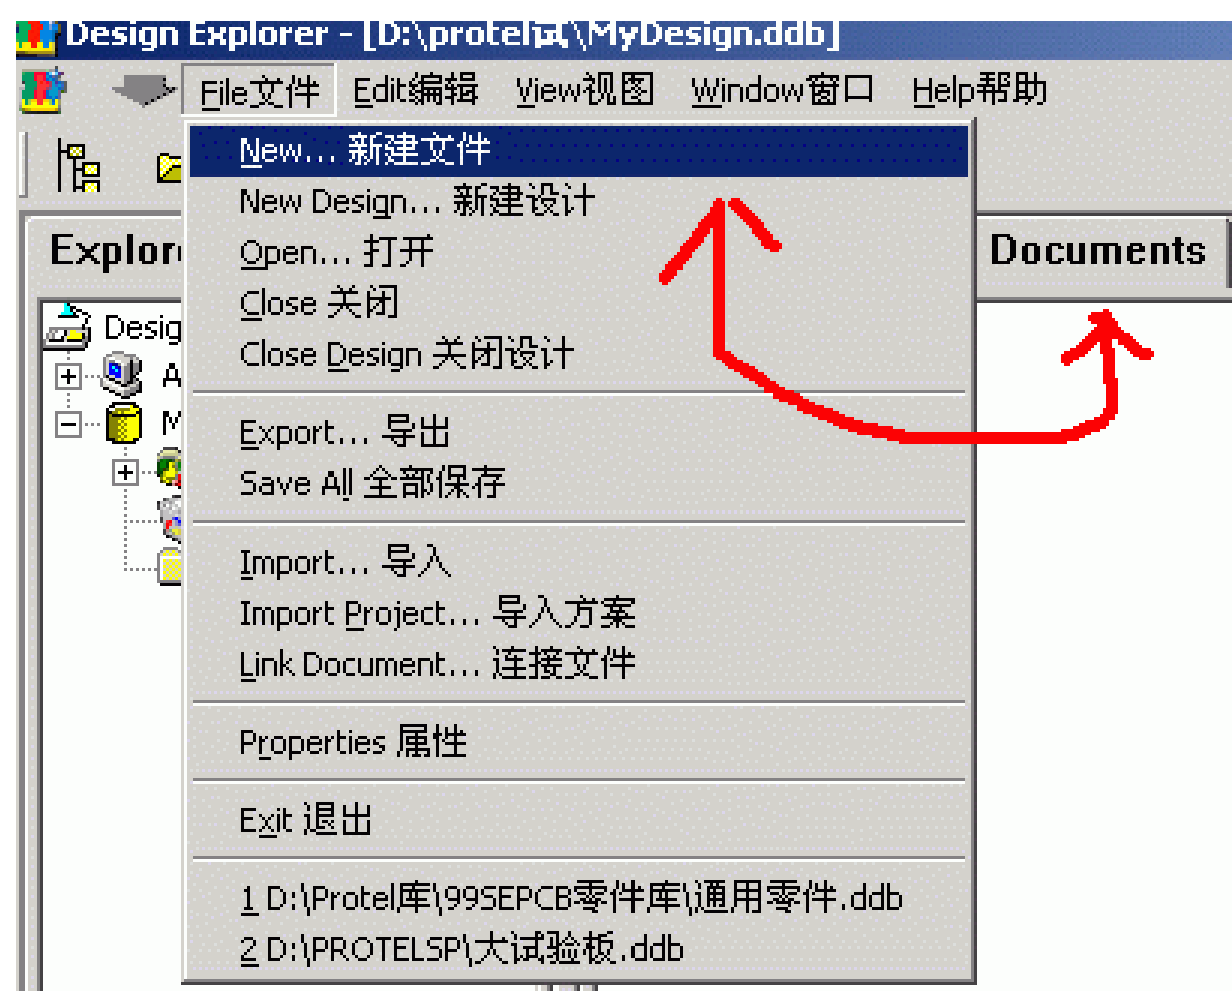 Design Explorer - [D:\protel试\MyDesign.ddb]
File文件 Edit编辑 View视图 Window窗口 Help帮助
New... 新建文件
New Design... 新建设计
Open... 打开
Close 关闭
Close Design 关闭设计
Export... 导出
Save All 全部保存
Import... 导入
Import Project... 导入方案
Link Document... 连接文件
Properties 属性
Exit 退出
1 D:\Protel库\99SEPCB零件库\通用零件.ddb
2 D:\PROTELSP\犬试验板.ddb
Explor
Desig
A
M
Documents